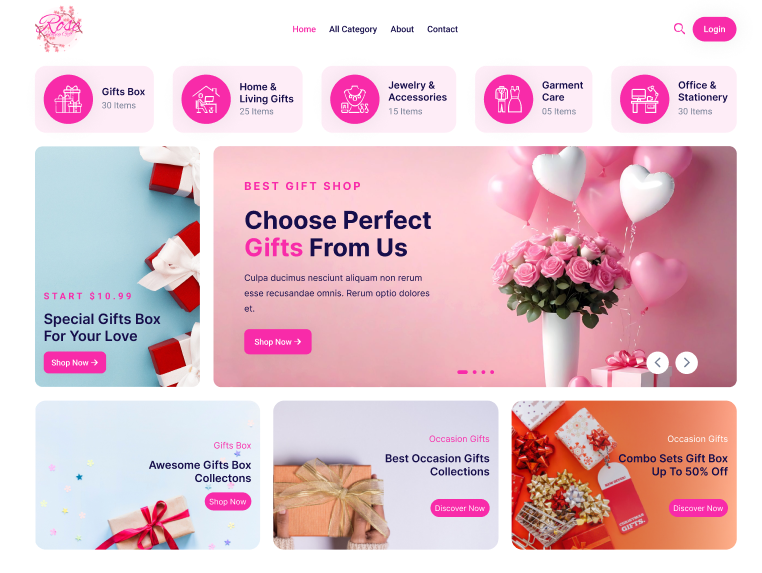 Rose
Home
All Category
About
Contact
Login
Gifts Box
30 Items
Home &
Living Gifts
25 Items
Jewelry &
Accessories
15 Items
Garment
Care
05 Items
Office &
Stationery
30 Items
START $10.99
Special Gifts Box
For Your Love
Shop Now
BEST GIFT SHOP
Choose Perfect
Gifts From Us
Culpa ducimus nesciunt aliquam non rerum
esse recusandae omnis. Rerum optio dolores
et.
Shop Now
Gifts Box
Awesome Gifts Box
Collectons
Shop Now
Occasion Gifts
Best Occasion Gifts
Collections
Discover Now
Occasion Gifts
Combo Sets Gift Box
Up To 50% Off
Discover Now
GIFTS.